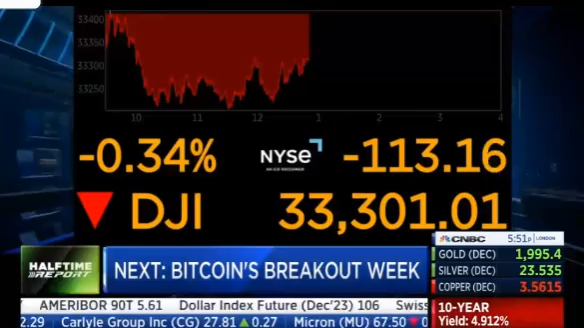 33400
33350
33300
33250
10 11 12 1 2 3 4
-0.34% NYSE -113.16
DJI 33,301.01
CNBC 5:51p LONDON
GOLD (DEC) 1,995.4
SILVER (DEC) 23.535
COPPER (DEC) 3.5615
HALFTIME REPORT NEXT: BITCOIN'S BREAKOUT WEEK
10-YEAR
Yield: 4.912%
AMERIBOR 90T 5.61 Dollar Index Future (Dec'23) 106 Swiss
2.29 Carlyle Group Inc (CG) 27.81 0.27 Micron (MU) 67.50 0